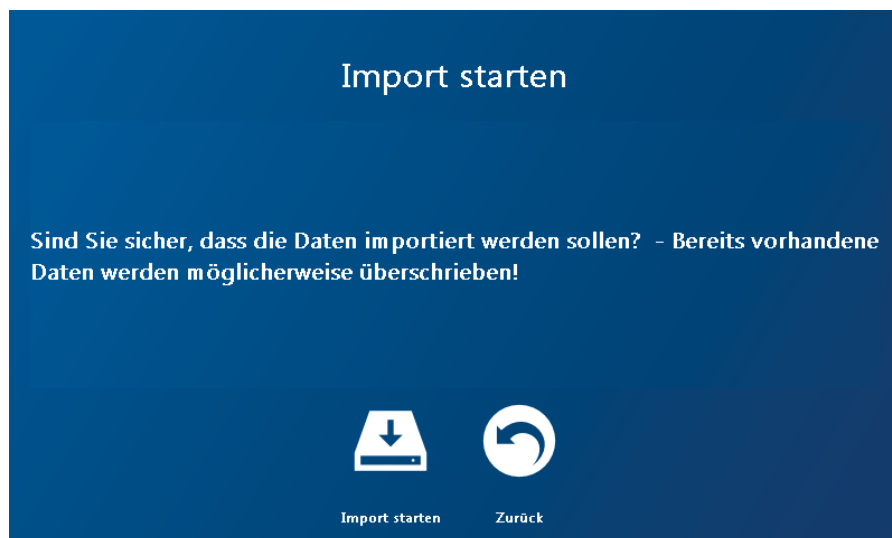 Import starten
Sind Sie sicher, dass die Daten importiert werden sollen?  - Bereits vorhandene
Daten werden möglicherweise überschrieben!
Import starten
Zurück